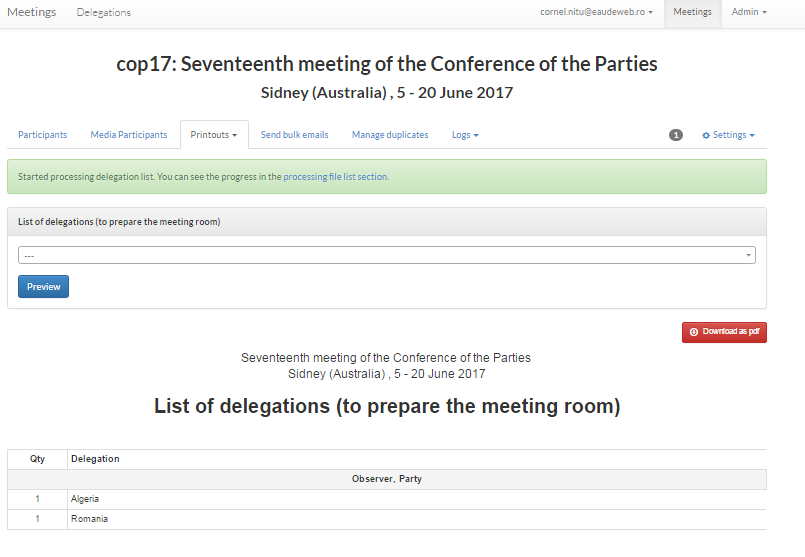 Meetings Delegations cornel.nitu@eaudeweb.ro Meetings Admin
cop17: Seventeenth meeting of the Conference of the Parties
Sidney (Australia) , 5 - 20 June 2017
Participants Media Participants Printouts Send bulk emails Manage duplicates Logs 1 Settings
Started processing delegation list. You can see the progress in the processing file list section.
List of delegations (to prepare the meeting room)
---
Preview
Download as pdf
Seventeenth meeting of the Conference of the Parties
Sidney (Australia) , 5 - 20 June 2017
List of delegations (to prepare the meeting room)
Qty Delegation
Observer, Party
1 Algeria
1 Romania